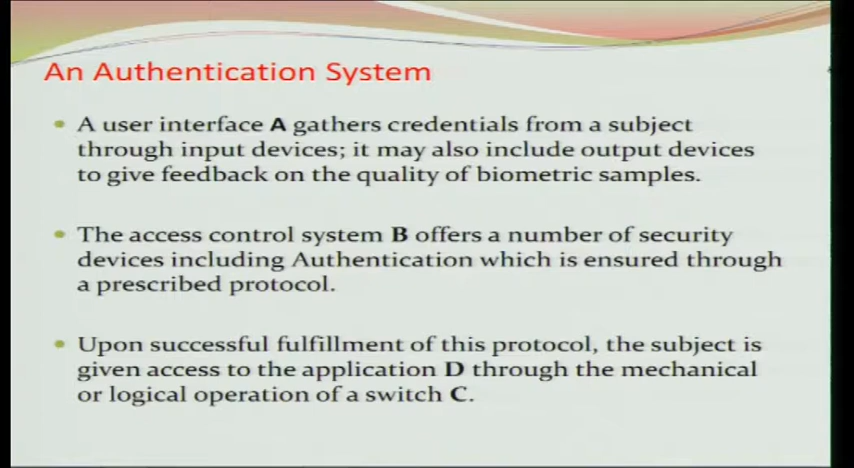 An Authentication System
A user interface A gathers credentials from a subject
through input devices; it may also include output devices
to give feedback on the quality of biometric samples.
The access control system B offers a number of security
devices including Authentication which is ensured through
a prescribed protocol.
Upon successful fulfillment of this protocol, the subject is
given access to the application D through the mechanical
or logical operation of a switch C.